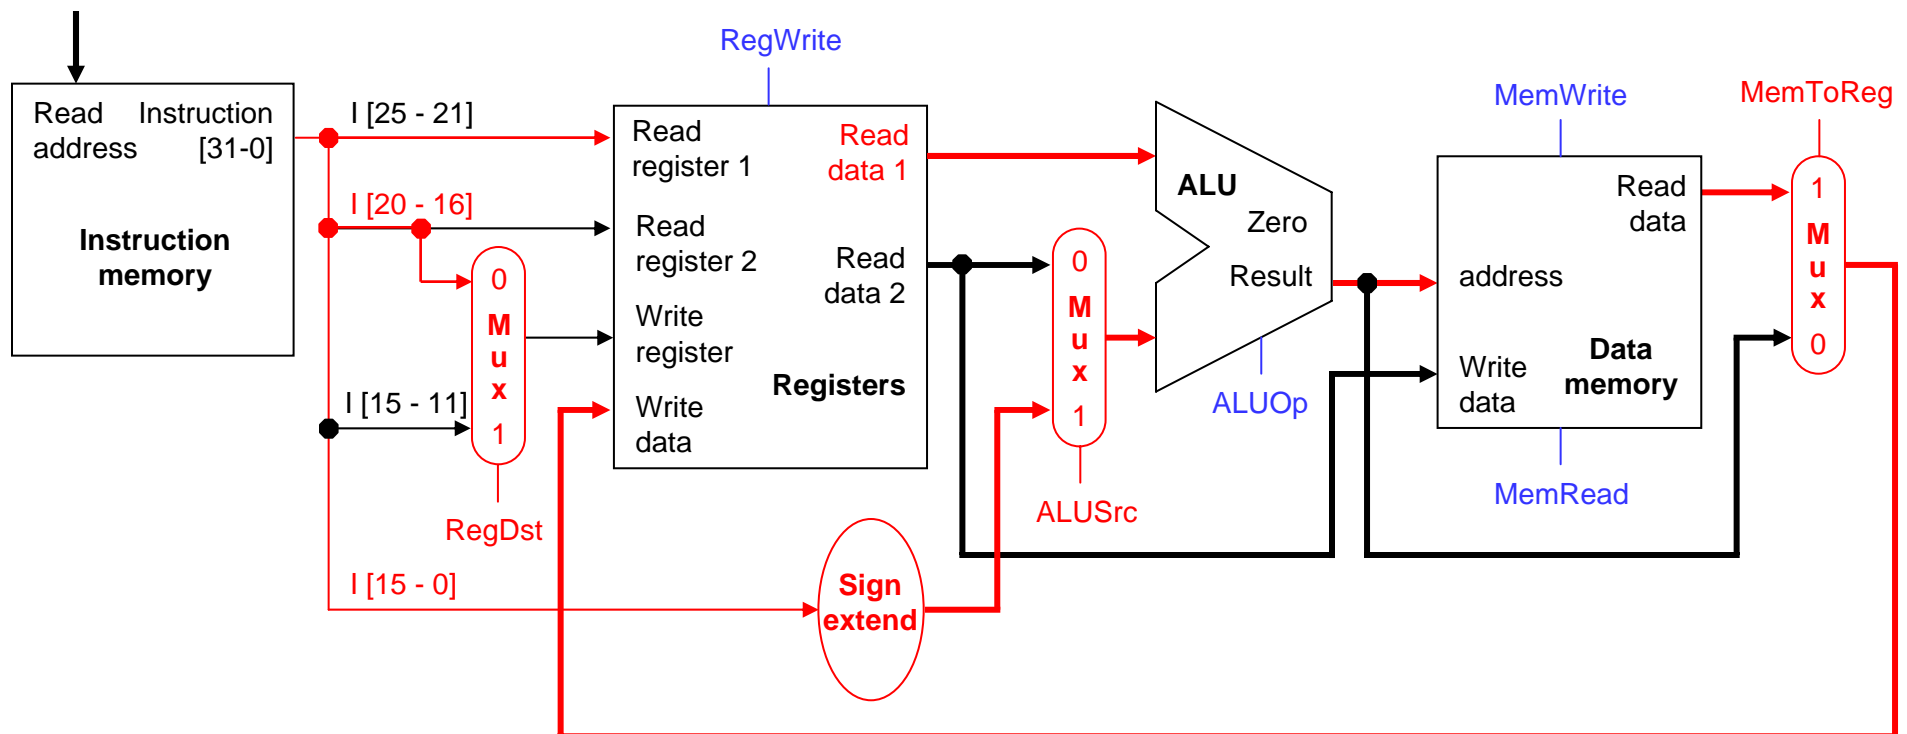 RegWrite
MemWrite
MemToReg
Read Instruction
address [31-0]
Instruction
memory
I [25 - 21]
I [20 - 16]
I [15 - 11]
I [15 - 0]
0
M
u
x
1
RegDst
Read
register 1
Read
data 1
Read
register 2
Read
data 2
Write
register
Registers
Write
data
Sign
extend
0
M
u
x
1
ALUSrc
ALU
Zero
Result
ALUOp
Read
data
address
Write
data
Data
memory
MemRead
1
M
u
x
0